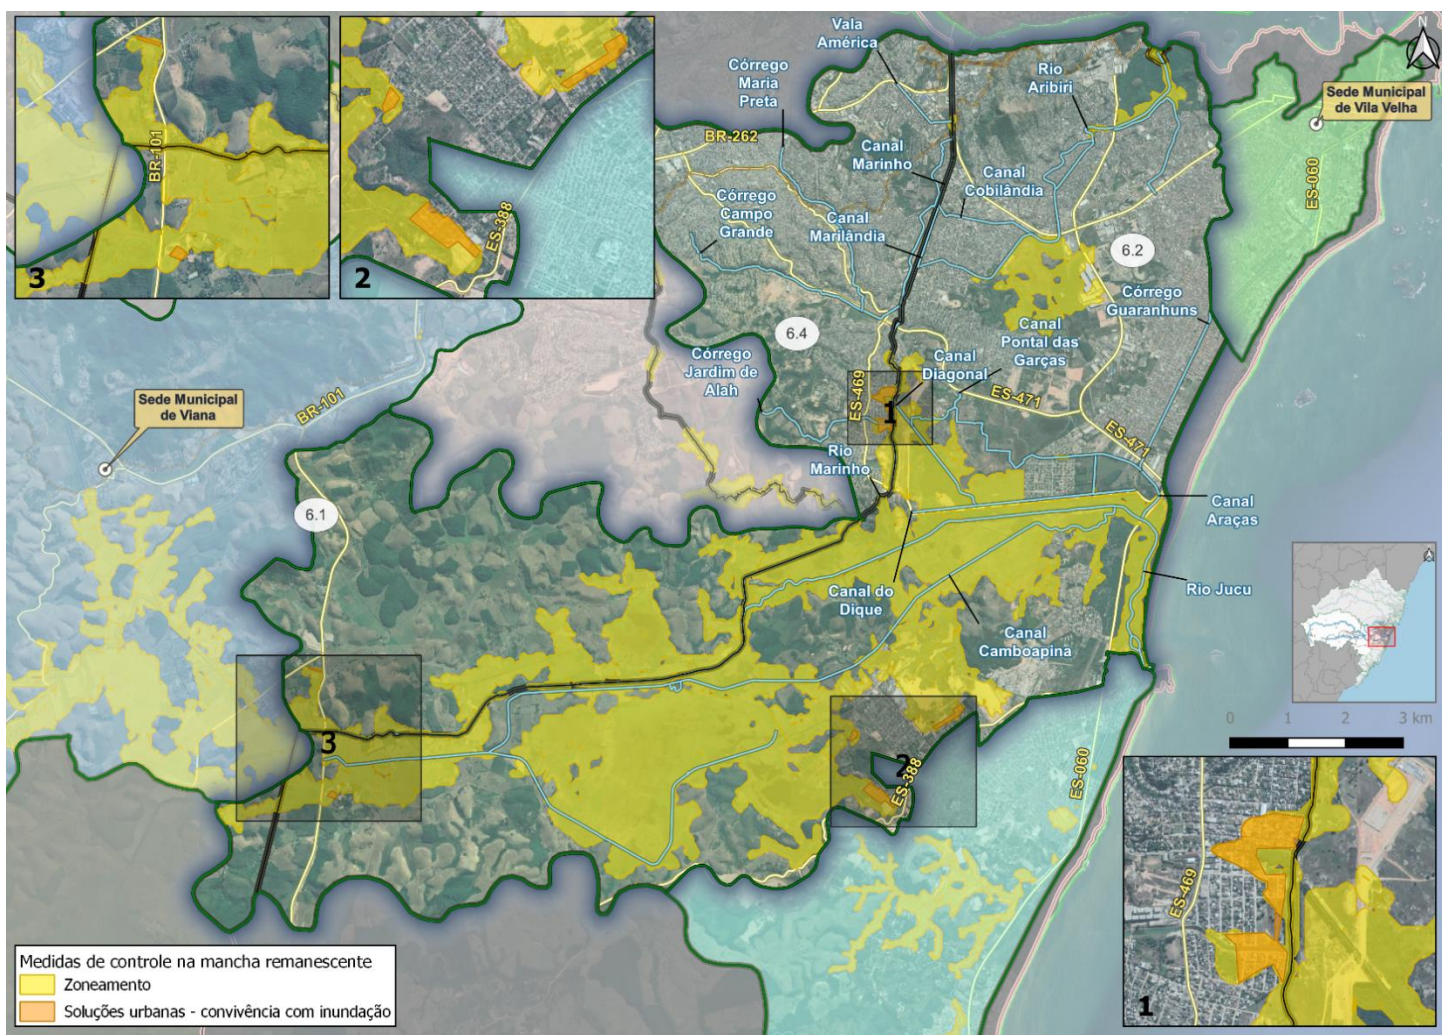 3
BR-101
2
ES-388
Vala
América
Córrego
Maria
Preta
Rio
Aribiri
N
Sede Municipal
de Vila Velha
BR-262
Canal
Marinho
Canal
Cobilândia
ES-060
Córrego
Campo
Grande
Canal
Marilândia
6.2
6.4
Córrego
Guaranhuns
Canal
Pontal das
Garças
Córrego
Jardim de
Alah
Canal
Diagonal
ES-469
1
ES-471
ES-471
Sede Municipal
de Viana
BR-101
Rio
Marinho
6.1
Canal
Araças
Canal do
Dique
Rio Jucu
Canal
Camboapina
0 1 2 3 km
3
2
ES-388
ES-060
ES-469
1
Medidas de controle na mancha remanescente
Zoneamento
Soluções urbanas - convivência com inundação